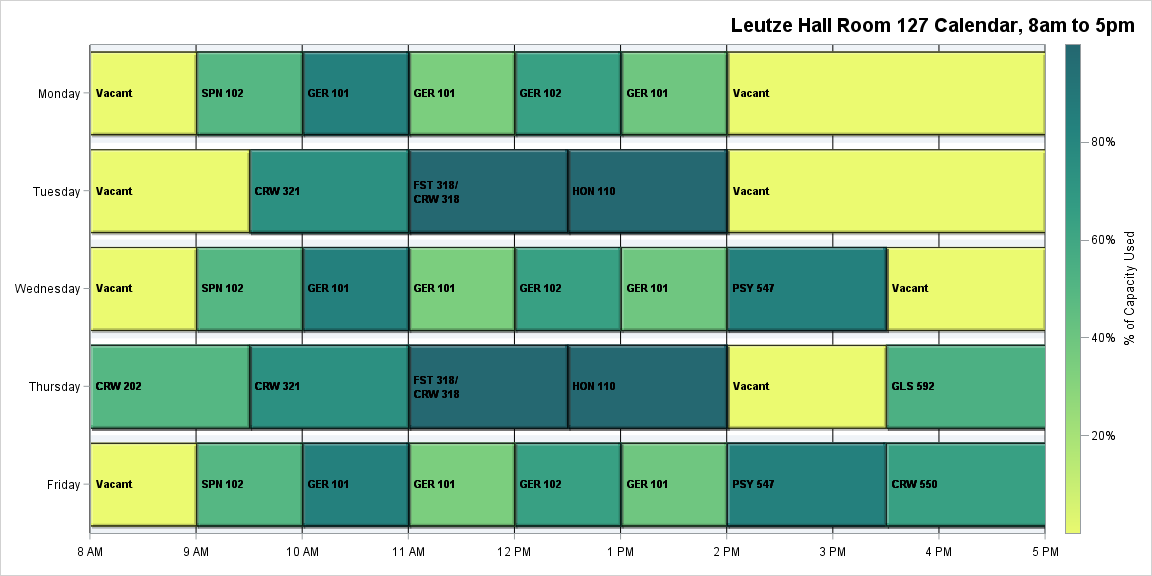 Leutze Hall Room 127 Calendar, 8am to 5pm
Monday
Vacant
SPN 102
GER 101
GER 101
GER 102
GER 101
Vacant
Tuesday
Vacant
CRW 321
FST 318/
CRW 318
HON 110
Vacant
Wednesday
Vacant
SPN 102
GER 101
GER 101
GER 102
GER 101
PSY 547
Vacant
Thursday
CRW 202
CRW 321
FST 318/
CRW 318
HON 110
Vacant
GLS 592
Friday
Vacant
SPN 102
GER 101
GER 101
GER 102
GER 101
PSY 547
CRW 550
8 AM
9 AM
10 AM
11 AM
12 PM
1 PM
2 PM
3 PM
4 PM
5 PM
80%
60%
40%
20%
% of Capacity Used